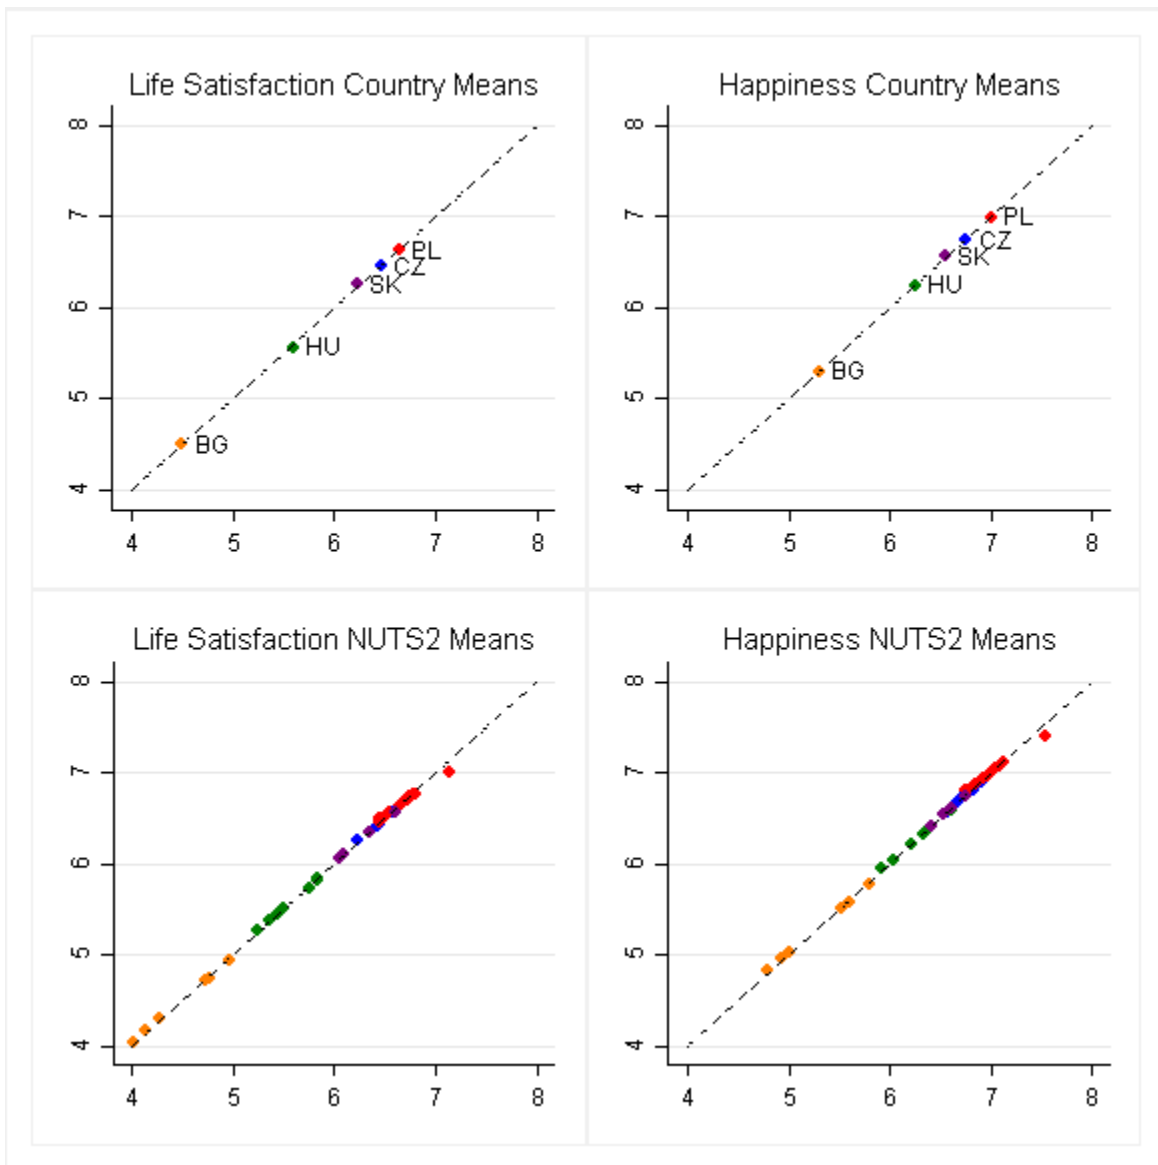 Life Satisfaction Country Means
8
7
6
5
4
PL
CZ
SK
HU
BG
4 5 6 7 8
Happiness Country Means
8
7
6
5
4
PL
CZ
SK
HU
BG
4 5 6 7 8
Life Satisfaction NUTS2 Means
8
7
6
5
4
4 5 6 7 8
Happiness NUTS2 Means
8
7
6
5
4
4 5 6 7 8